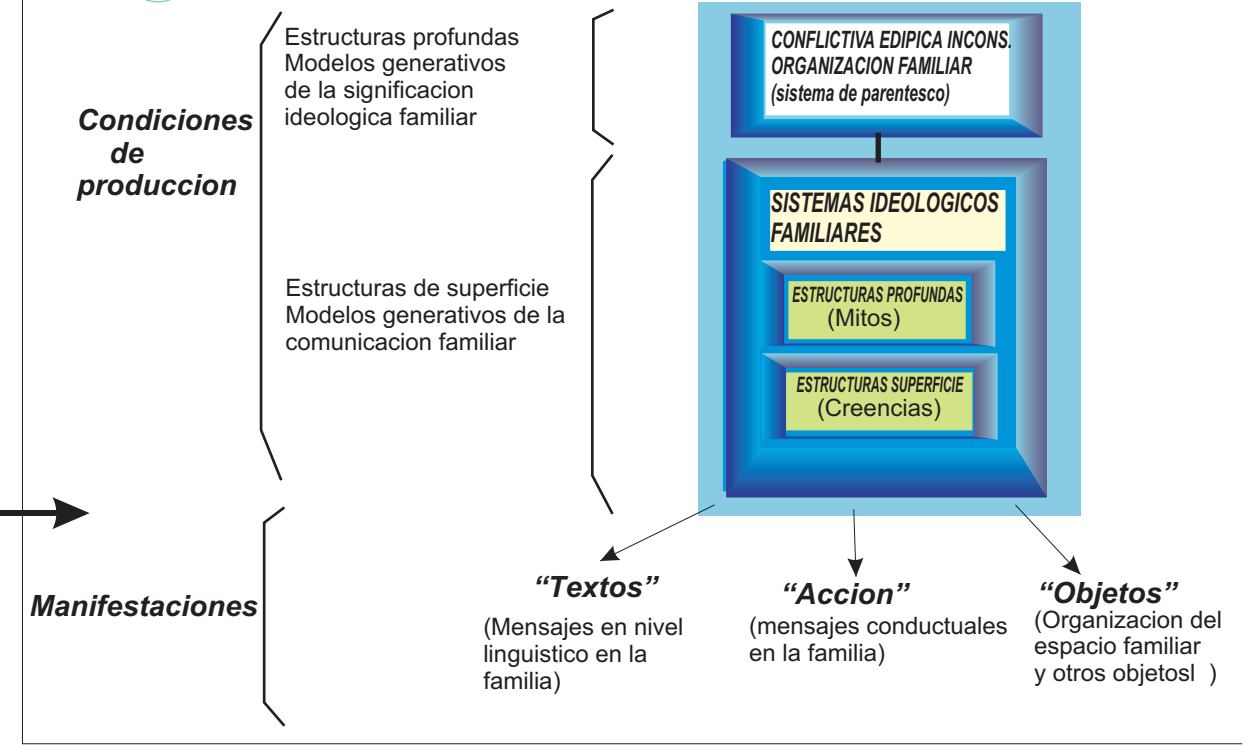 Condiciones
de
produccion
Estructuras profundas
Modelos generativos
de la significacion
ideologica familiar
CONFLICTIVA EDIPICA INCONS.
ORGANIZACION FAMILIAR
(sistema de parentesco)
Estructuras de superficie
Modelos generativos de la
comunicacion familiar
SISTEMAS IDEOLOGICOS
FAMILIARES
ESTRUCTURAS PROFUNDAS
(Mitos)
ESTRUCTURAS SUPERFICIE
(Creencias)
Manifestaciones
“Textos”
(Mensajes en nivel
linguistico en la
familia)
“Accion”
(mensajes conductuales
en la familia)
“Objetos”
(Organizacion del
espacio familiar
y otros objetosl )